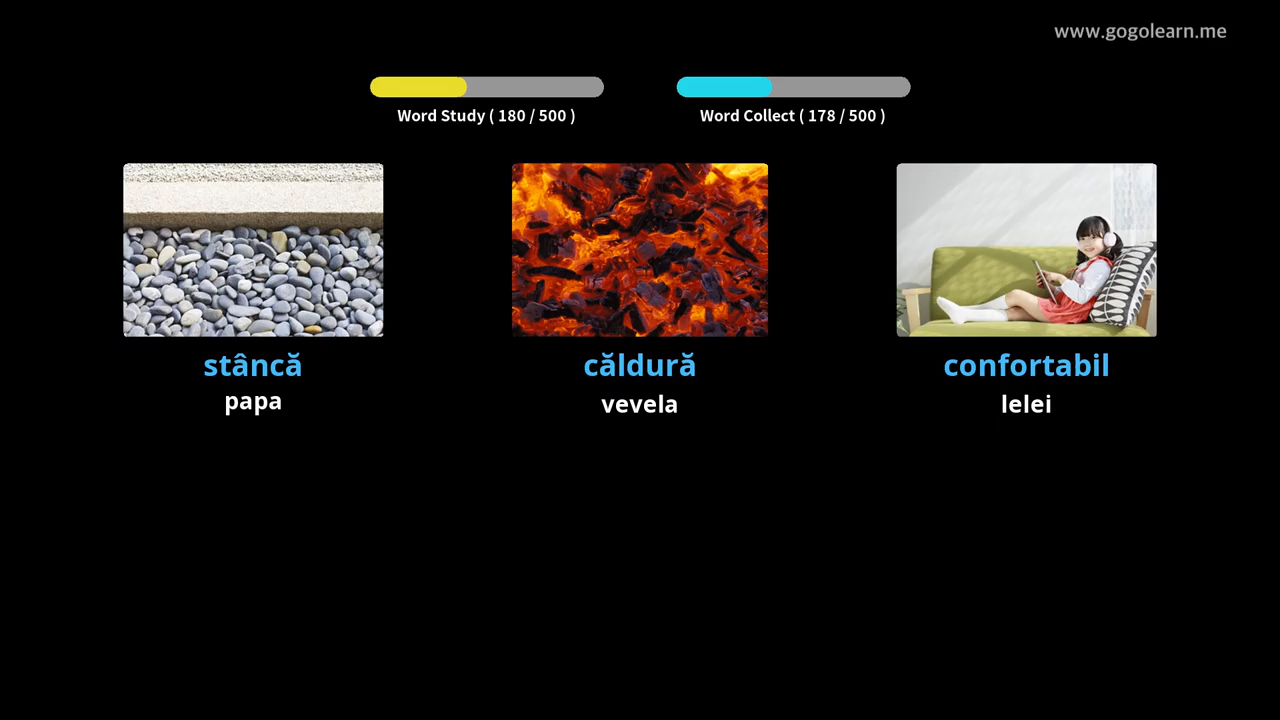 www.gogolearn.me
Word Study ( 180 / 500 )
Word Collect ( 178 / 500 )
stâncă
papa
căldură
vevela
confortabil
lelei